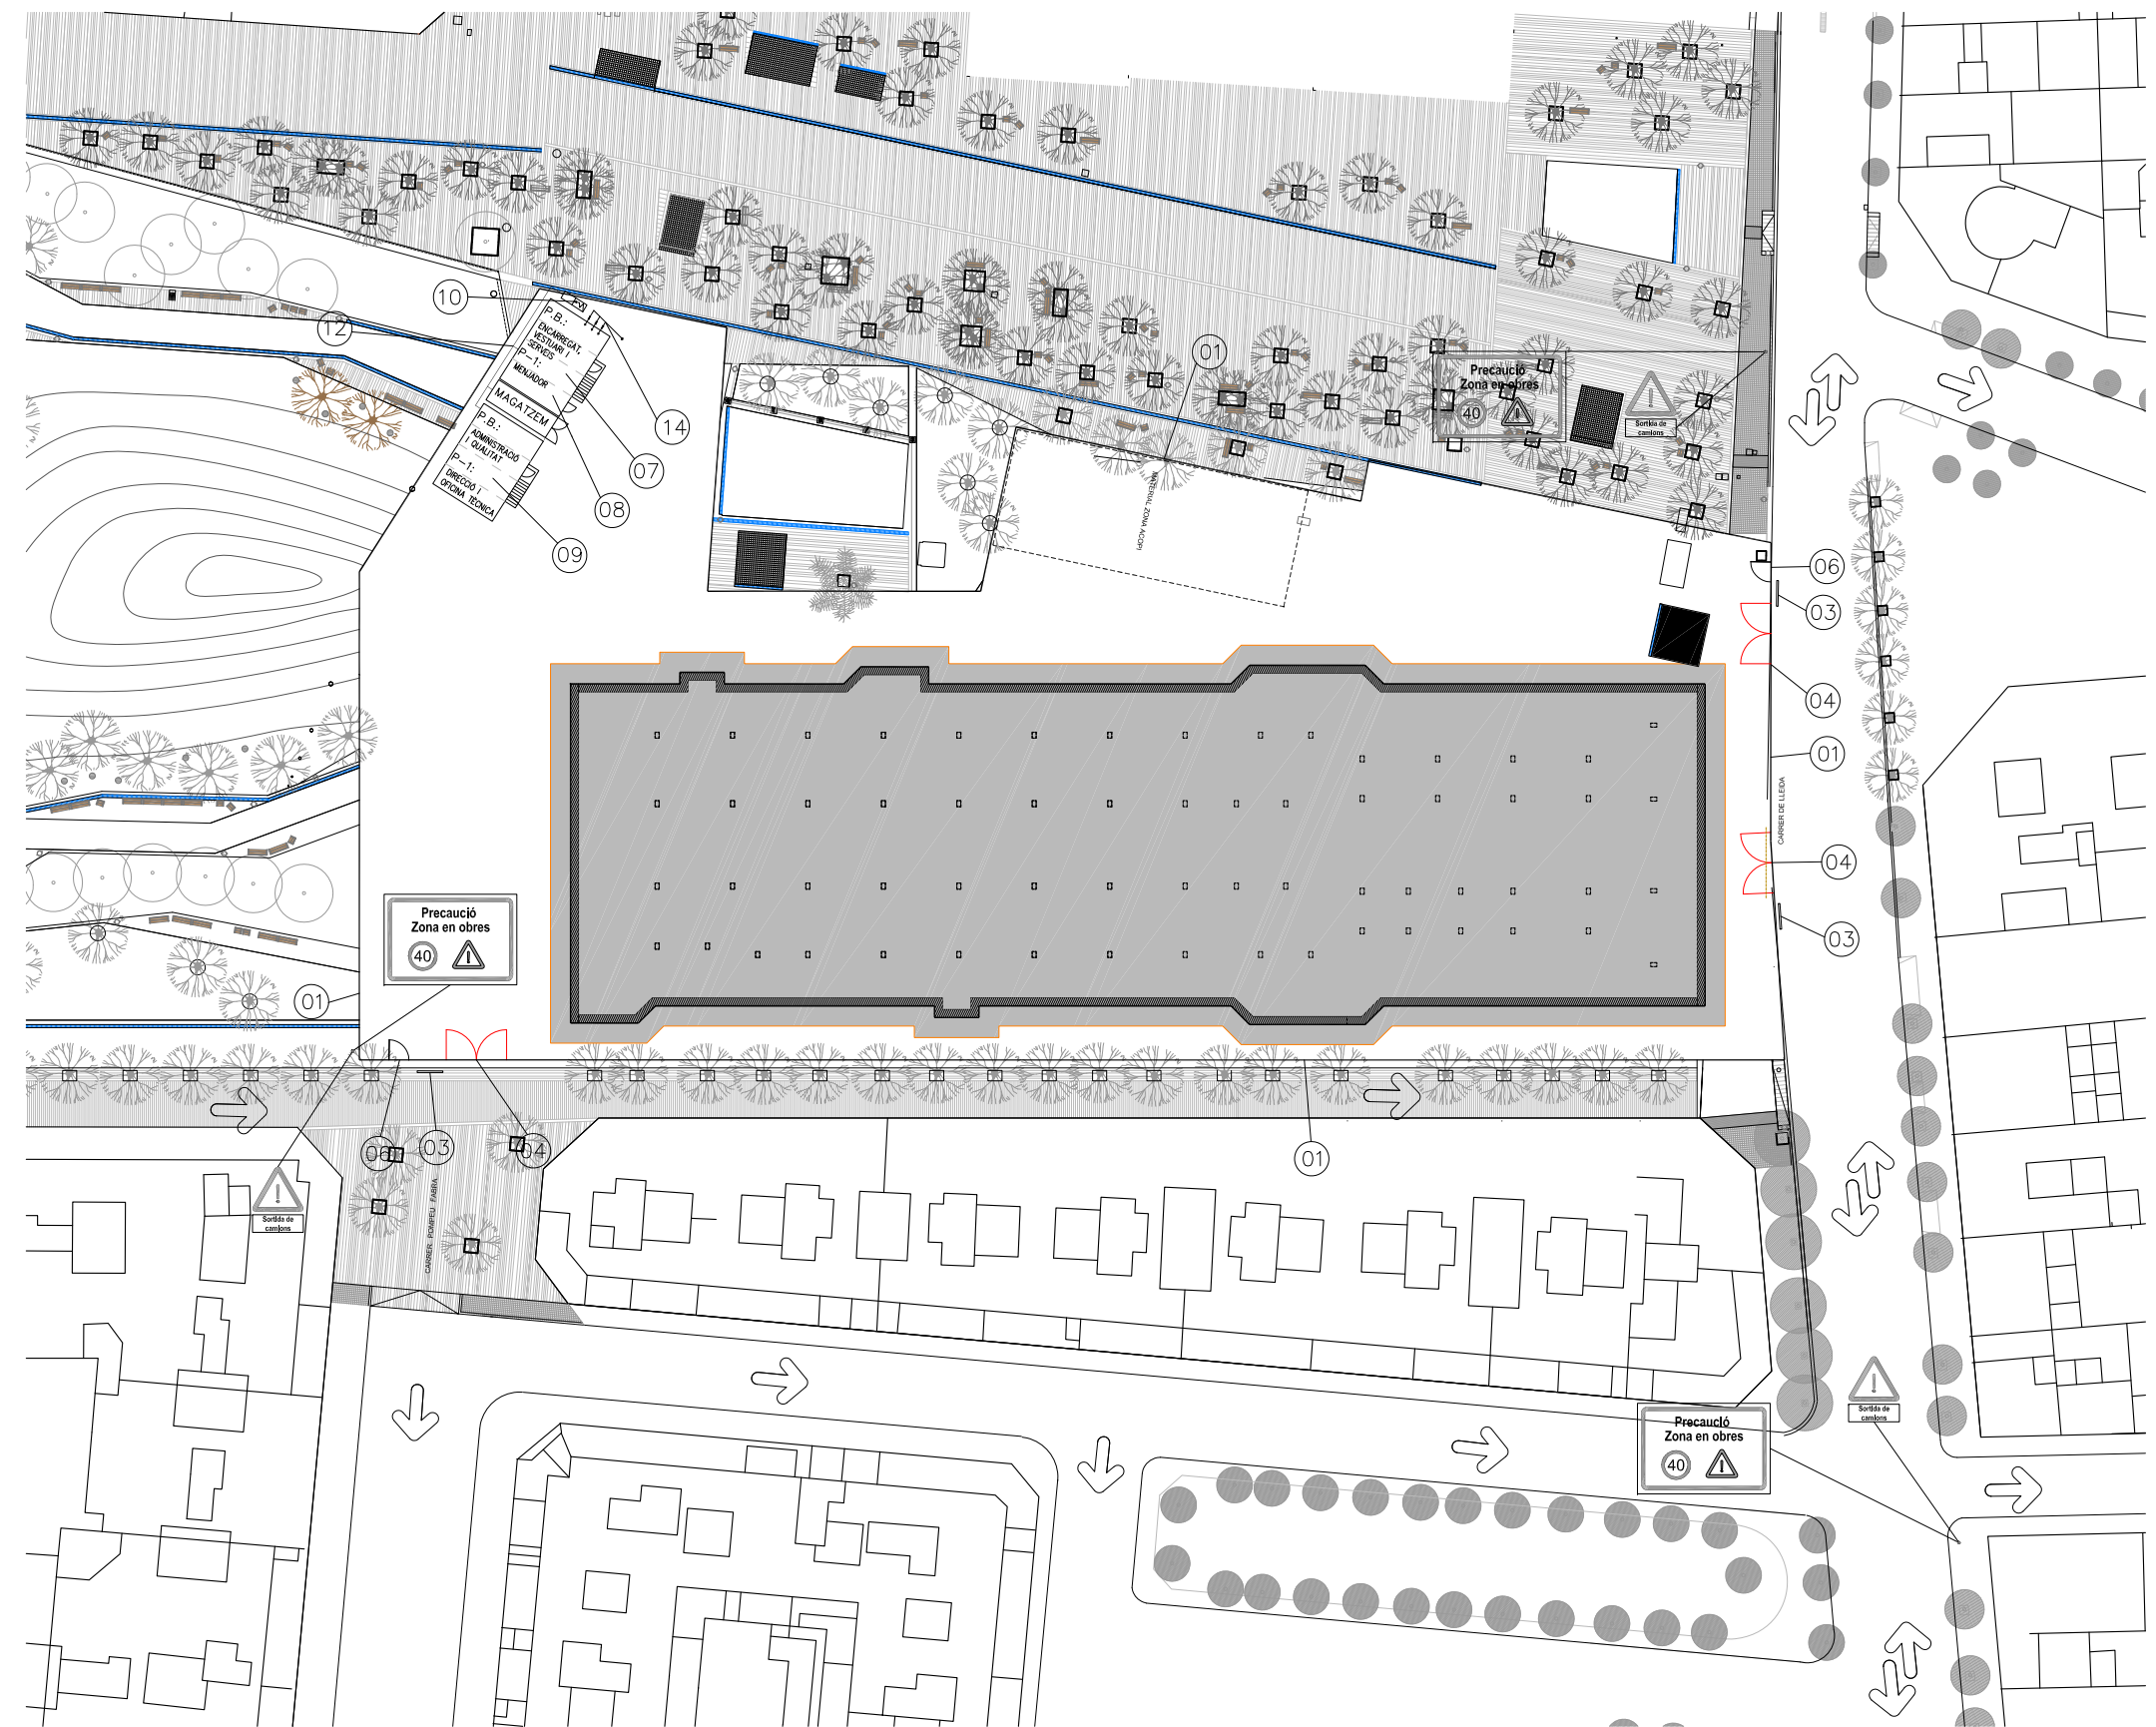 10
12
P.B.:
ENCARREGAT,
VESTUARI I
SERVEIS
P-1:
MENJADOR
MAGATZEM
P.B.:
ADMINISTRACIÓ
I QUALITAT
P-1:
DIRECCIÓ I
OFICINA TÈCNICA
14
07
08
09
01
MATERIAL ZONA ACOPI
Precaució
Zona en obres
40
!
!
Sortida de
camions
06
03
04
01
CARRER DE LLEIDA
04
03
Precaució
Zona en obres
40
!
01
06
03
04
01
!
Sortida de
camions
CARRER POMPEU FABRA
!
Sortida de
camions
Precaució
Zona en obres
40
!